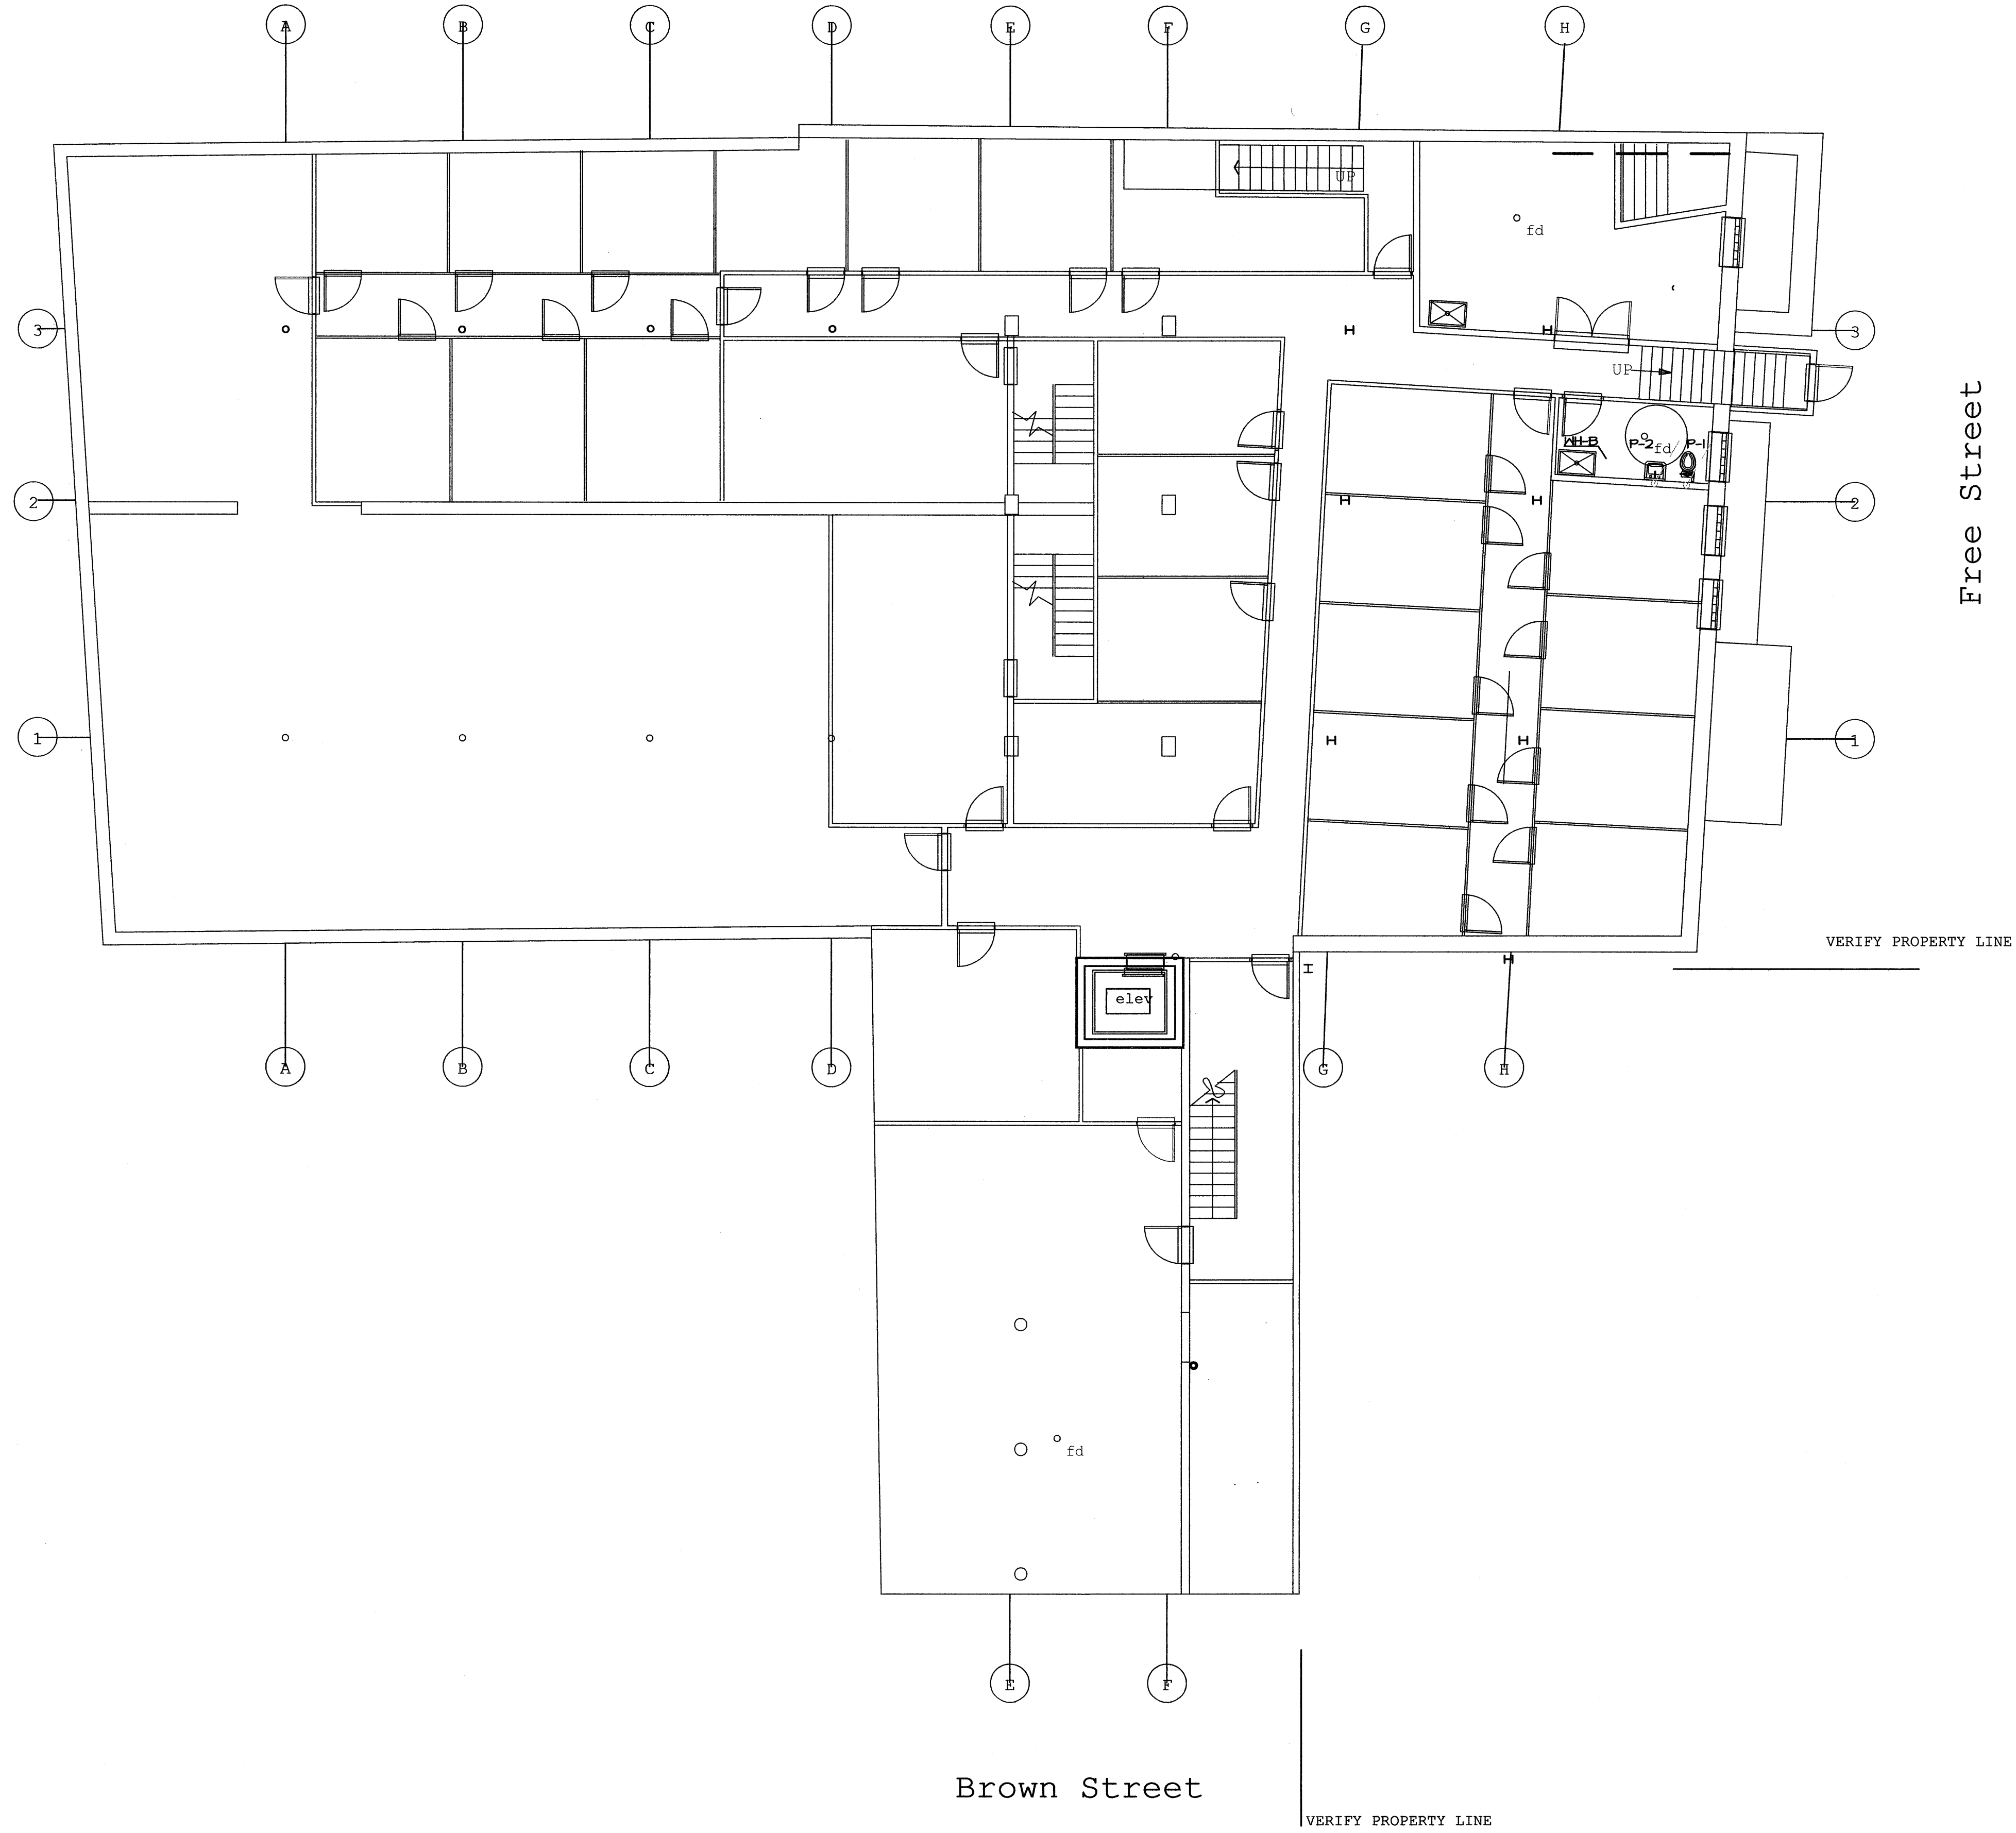 A B C D E F G H
UP
fd
3 3
UP
WH-B P-2 fd P-1
2 2
Free Street
1 1
VERIFY PROPERTY LINE
elev
A B C D G H
fd
E F
Brown Street
VERIFY PROPERTY LINE